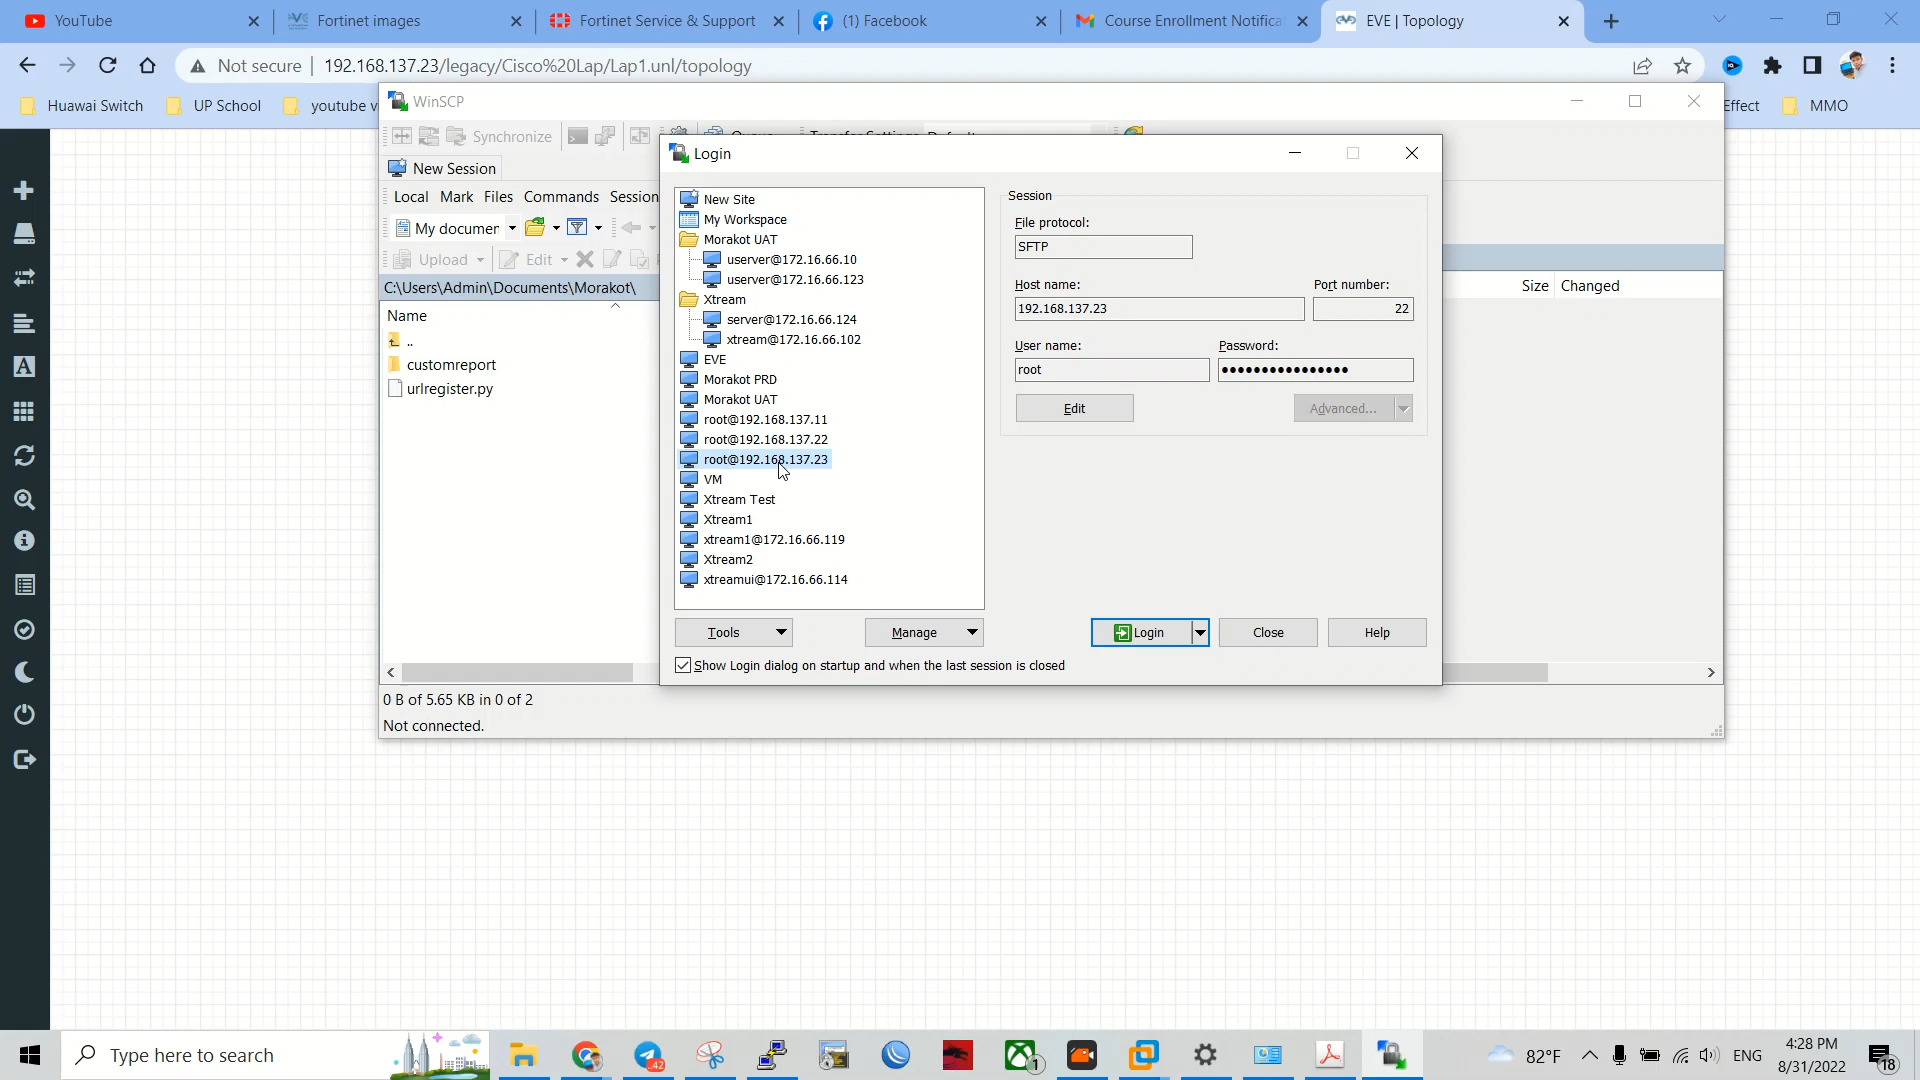 YouTube
Fortinet images
Fortinet Service & Support
(1) Facebook
Course Enrollment Notifica
EVE | Topology
Not secure | 192.168.137.23/legacy/Cisco%20Lap/Lap1.unl/topology
Huawai Switch
UP School
youtube v
Effect
MMO
WinSCP
Synchronize
New Session
Local Mark Files Commands Session
My documen
Upload
Edit
C:\Users\Admin\Documents\Morakot\
Name
..
customreport
urlregister.py
Size
Changed
0 B of 5.65 KB in 0 of 2
Not connected.
Login
New Site
My Workspace
Morakot UAT
userver@172.16.66.10
userver@172.16.66.123
Xtream
server@172.16.66.124
xtream@172.16.66.102
EVE
Morakot PRD
Morakot UAT
root@192.168.137.11
root@192.168.137.22
root@192.168.137.23
VM
Xtream Test
Xtream1
xtream1@172.16.66.119
Xtream2
xtreamui@172.16.66.114
Session
File protocol:
SFTP
Host name:
Port number:
192.168.137.23
22
User name:
Password:
root
Edit
Advanced...
Tools
Manage
Login
Close
Help
Show Login dialog on startup and when the last session is closed
Type here to search
42
1
82°F
ENG
4:28 PM
8/31/2022
18